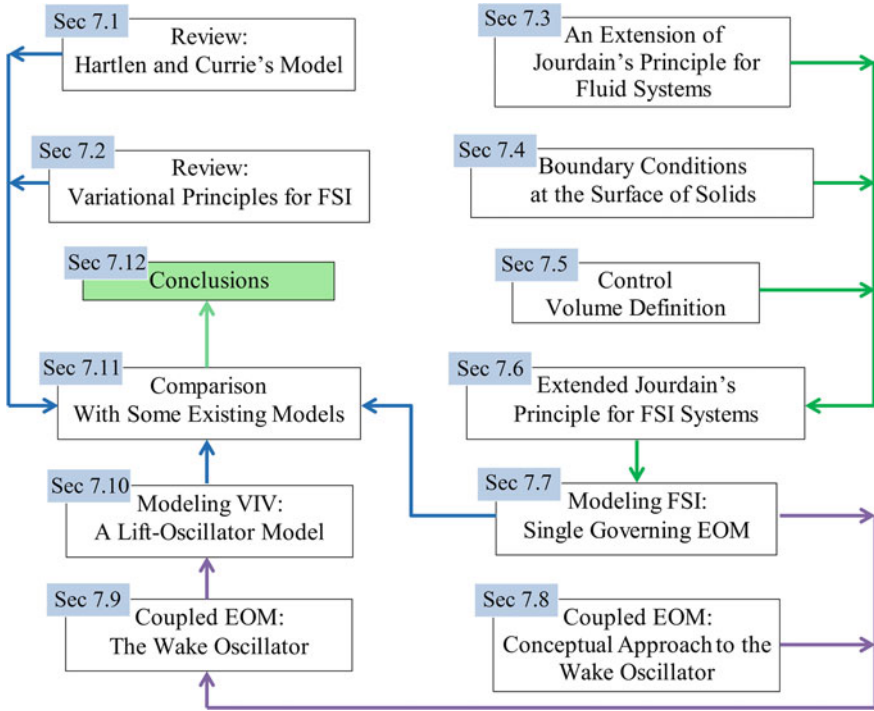 Sec 7.1
Review:
Hartlen and Currie's Model
Sec 7.2
Review:
Variational Principles for FSI
Sec 7.12
Conclusions
Sec 7.11
Comparison
With Some Existing Models
Sec 7.10
Modeling VIV:
A Lift-Oscillator Model
Sec 7.9
Coupled EOM:
The Wake Oscillator
Sec 7.3
An Extension of
Jourdain's Principle for
Fluid Systems
Sec 7.4
Boundary Conditions
at the Surface of Solids
Sec 7.5
Control
Volume Definition
Sec 7.6
Extended Jourdain's
Principle for FSI Systems
Sec 7.7
Modeling FSI:
Single Governing EOM
Sec 7.8
Coupled EOM:
Conceptual Approach to the
Wake Oscillator